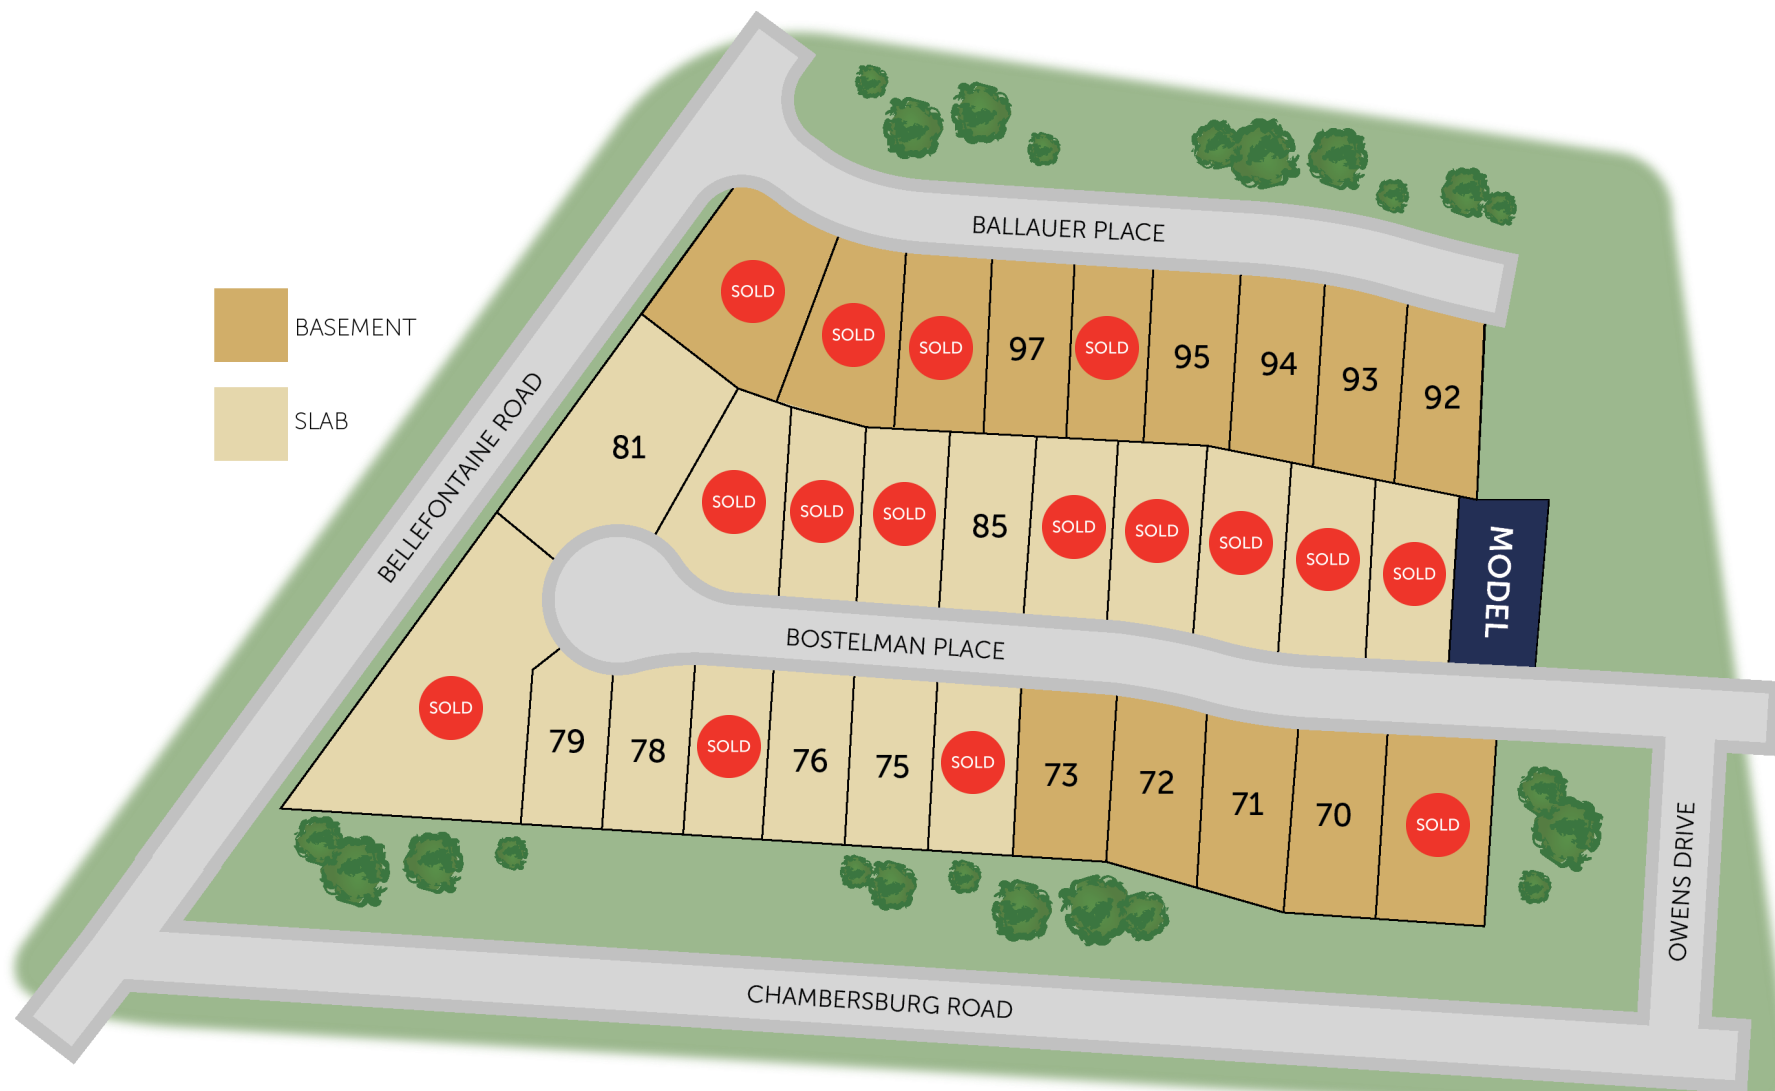 BALLAUER PLACE
SOLD
SOLD
SOLD
97
SOLD
95
94
93
92
BASEMENT
SLAB
BELLEFONTAINE ROAD
81
SOLD
SOLD
SOLD
85
SOLD
SOLD
SOLD
SOLD
SOLD
MODEL
BOSTELMAN PLACE
SOLD
79
78
SOLD
76
75
SOLD
73
72
71
70
SOLD
OWENS DRIVE
CHAMBERSBURG ROAD